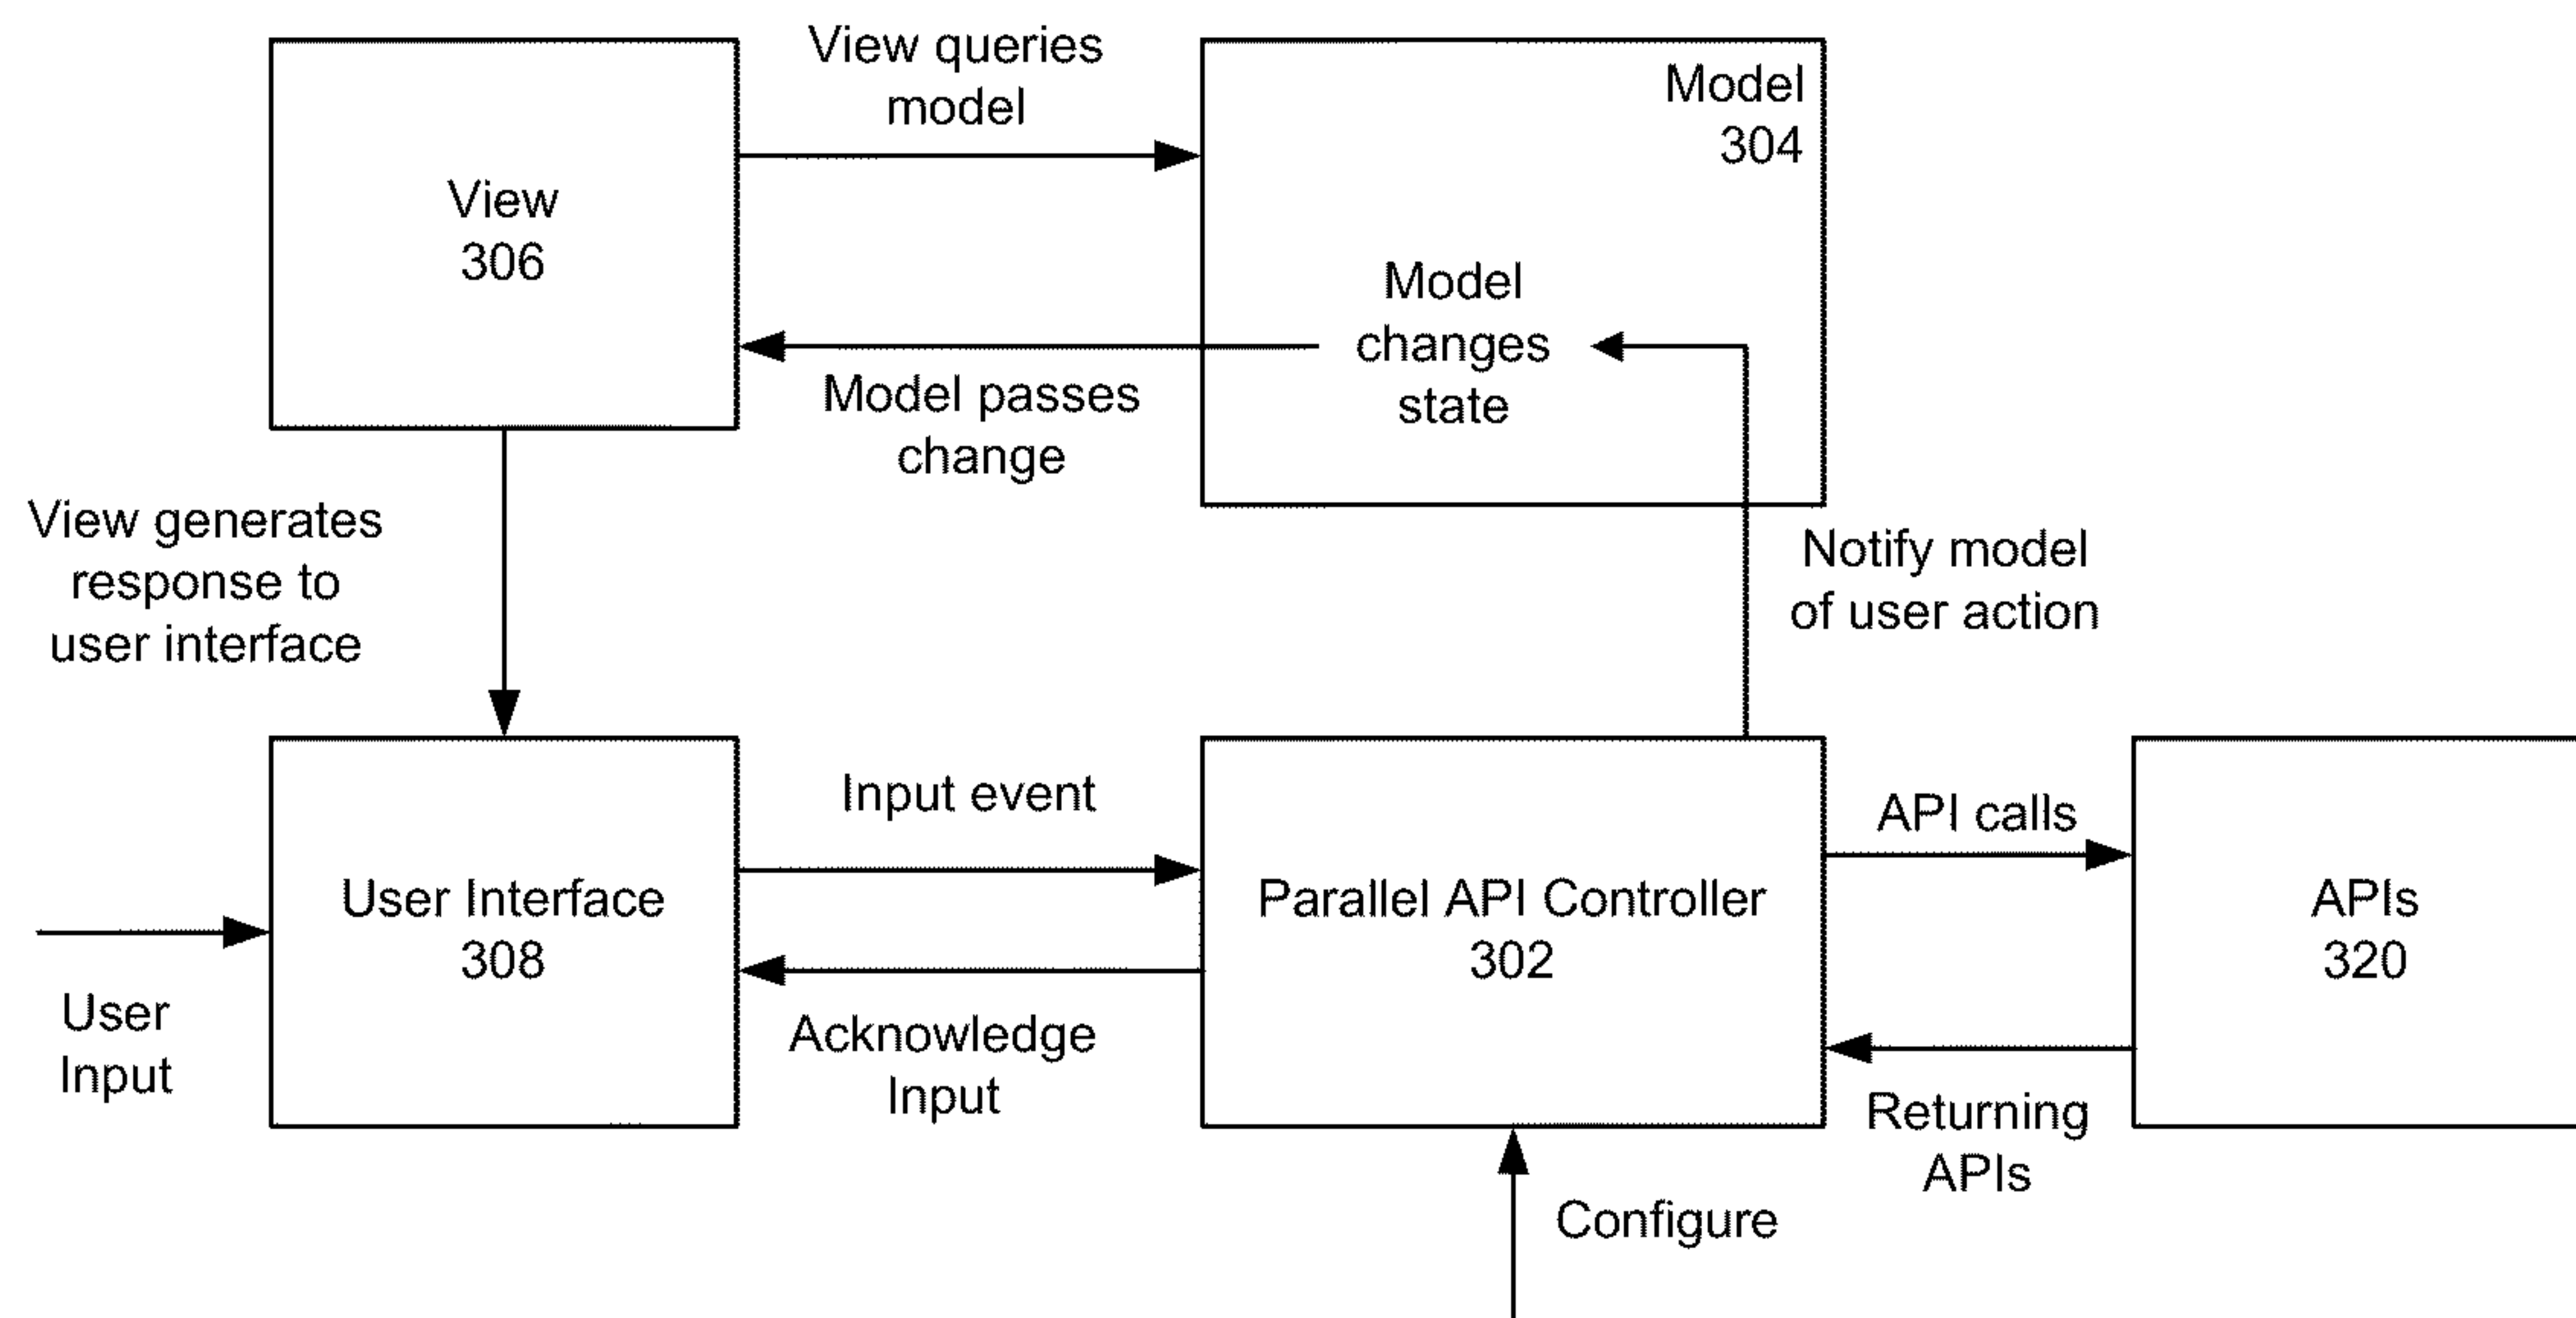 View queries
model
Model
304
View
306
Model
changes
state
Model passes
change
View generates
response to
user interface
Notify model
of user action
Input event
API calls
User Interface
308
Parallel API Controller
302
APIs
320
User
Input
Acknowledge
Input
Returning
APIs
Configure